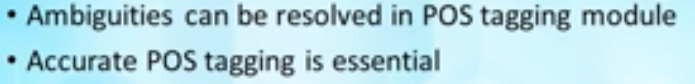 • Ambiguities can be resolved in POS tagging module
• Accurate POS tagging is essential